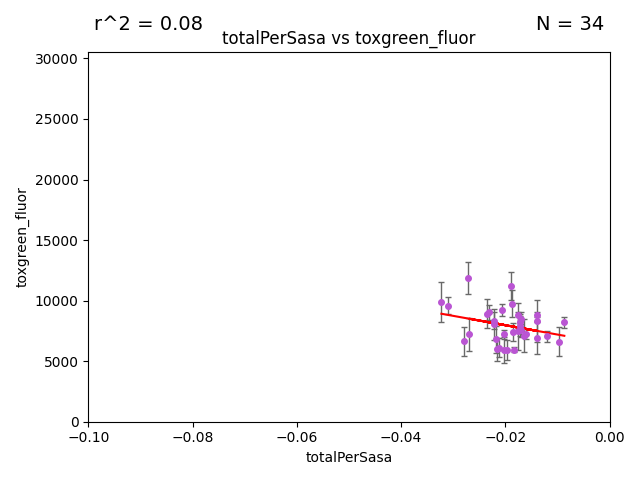 r^2 = 0.08
N = 34
totalPerSasa vs toxgreen_fluor
30000
25000
20000
15000
10000
5000
0
toxgreen_fluor
−0.10
−0.08
−0.06
−0.04
−0.02
0.00
totalPerSasa